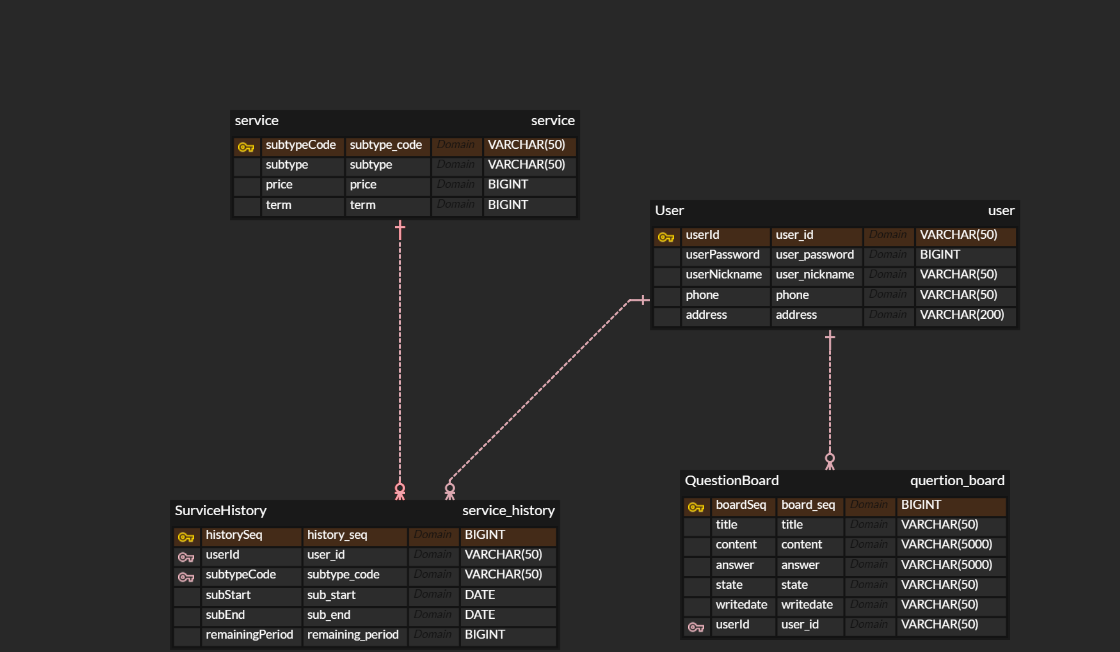 service service
subtypeCode subtype_code Domain VARCHAR(50)
subtype subtype Domain VARCHAR(50)
price price Domain BIGINT
term term Domain BIGINT
User user
userId user_id Domain VARCHAR(50)
userPassword user_password Domain BIGINT
userNickname user_nickname Domain VARCHAR(50)
phone phone Domain VARCHAR(50)
address address Domain VARCHAR(200)
SurviceHistory service_history
historySeq history_seq Domain BIGINT
userId user_id Domain VARCHAR(50)
subtypeCode subtype_code Domain VARCHAR(50)
subStart sub_start Domain DATE
subEnd sub_end Domain DATE
remainingPeriod remaining_period Domain BIGINT
QuestionBoard quertion_board
boardSeq board_seq Domain BIGINT
title title Domain VARCHAR(50)
content content Domain VARCHAR(5000)
answer answer Domain VARCHAR(5000)
state state Domain VARCHAR(50)
writedate writedate Domain VARCHAR(50)
userId user_id Domain VARCHAR(50)